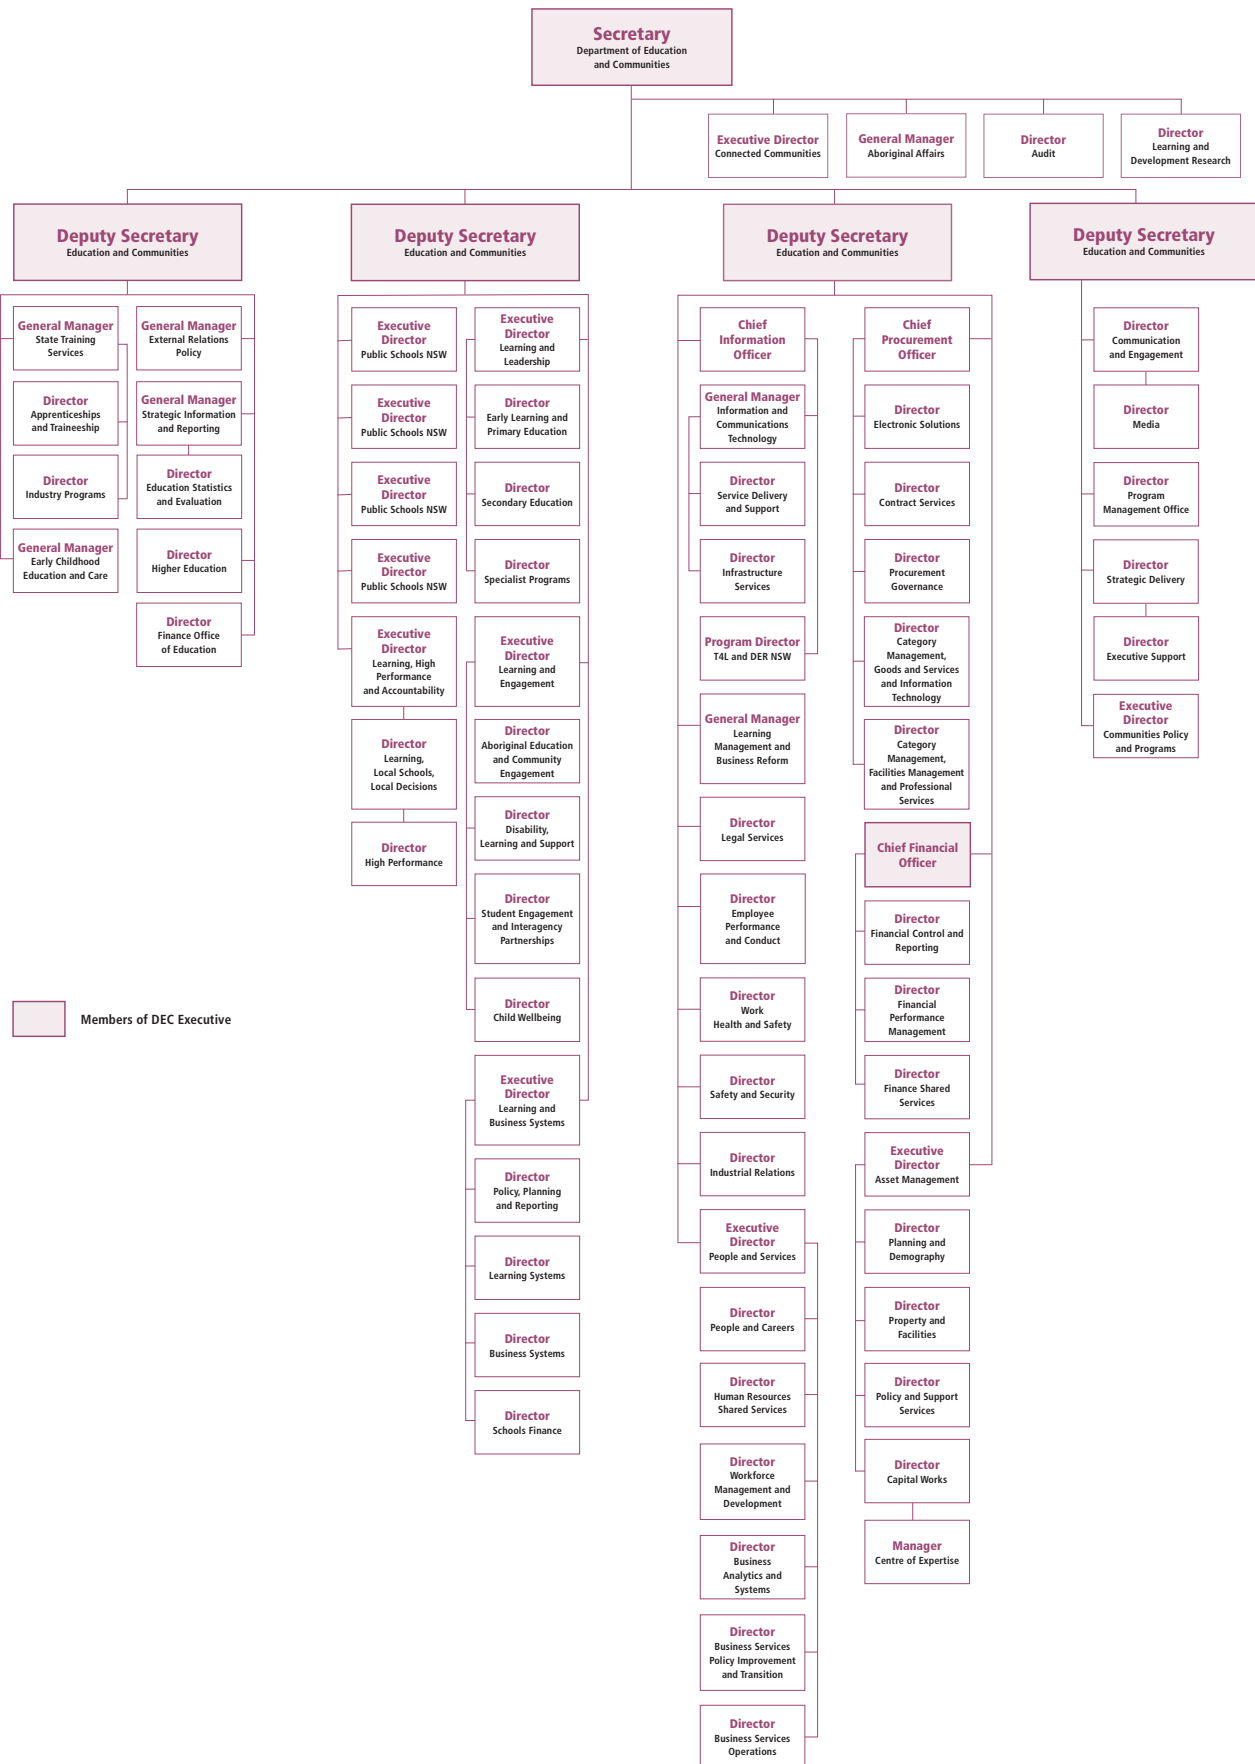 Secretary
Department of Education
and Communities
Executive Director
Connected Communities
General Manager
Aboriginal Affairs
Director
Audit
Director
Learning and
Development Research
Deputy Secretary
Education and Communities
General Manager
State Training
Services
Director
Apprenticeships
and Traineeship
Director
Industry Programs
General Manager
Early Childhood
Education and Care
General Manager
External Relations
Policy
General Manager
Strategic Information
and Reporting
Director
Education Statistics
and Evaluation
Director
Higher Education
Director
Finance Office
of Education
Deputy Secretary
Education and Communities
Executive
Director
Public Schools NSW
Executive
Director
Public Schools NSW
Executive
Director
Public Schools NSW
Executive
Director
Public Schools NSW
Executive
Director
Learning, High
Performance
and Accountability
Director
Learning,
Local Schools,
Local Decisions
Director
High Performance
Executive
Director
Learning and
Leadership
Director
Early Learning and
Primary Education
Director
Secondary Education
Director
Specialist Programs
Executive
Director
Learning and
Engagement
Director
Aboriginal Education
and Community
Engagement
Director
Disability,
Learning and Support
Director
Student Engagement
and Interagency
Partnerships
Director
Child Wellbeing
Executive
Director
Learning and
Business Systems
Director
Policy, Planning
and Reporting
Director
Learning Systems
Director
Business Systems
Director
Schools Finance
Deputy Secretary
Education and Communities
Chief
Information
Officer
General Manager
Information and
Communications
Technology
Director
Service Delivery
and Support
Director
Infrastructure
Services
Program Director
T4L and DER NSW
General Manager
Learning
Management and
Business Reform
Director
Legal Services
Director
Employee
Performance
and Conduct
Director
Work
Health and Safety
Director
Safety and Security
Director
Industrial Relations
Executive
Director
People and Services
Director
People and Careers
Director
Human Resources
Shared Services
Director
Workforce
Management and
Development
Director
Business
Analytics and
Systems
Director
Business Services
Policy Improvement
and Transition
Director
Business Services
Operations
Chief
Procurement
Officer
Director
Electronic Solutions
Director
Contract Services
Director
Procurement
Governance
Director
Category
Management,
Goods and Services
and Information
Technology
Director
Category
Management,
Facilities Management
and Professional
Services
Chief Financial
Officer
Director
Financial Control and
Reporting
Director
Financial
Performance
Management
Director
Finance Shared
Services
Executive
Director
Asset Management
Director
Planning and
Demography
Director
Property and
Facilities
Director
Policy and Support
Services
Director
Capital Works
Manager
Centre of Expertise
Deputy Secretary
Education and Communities
Director
Communication
and Engagement
Director
Media
Director
Program
Management Office
Director
Strategic Delivery
Director
Executive Support
Executive
Director
Communities Policy
and Programs
Members of DEC Executive